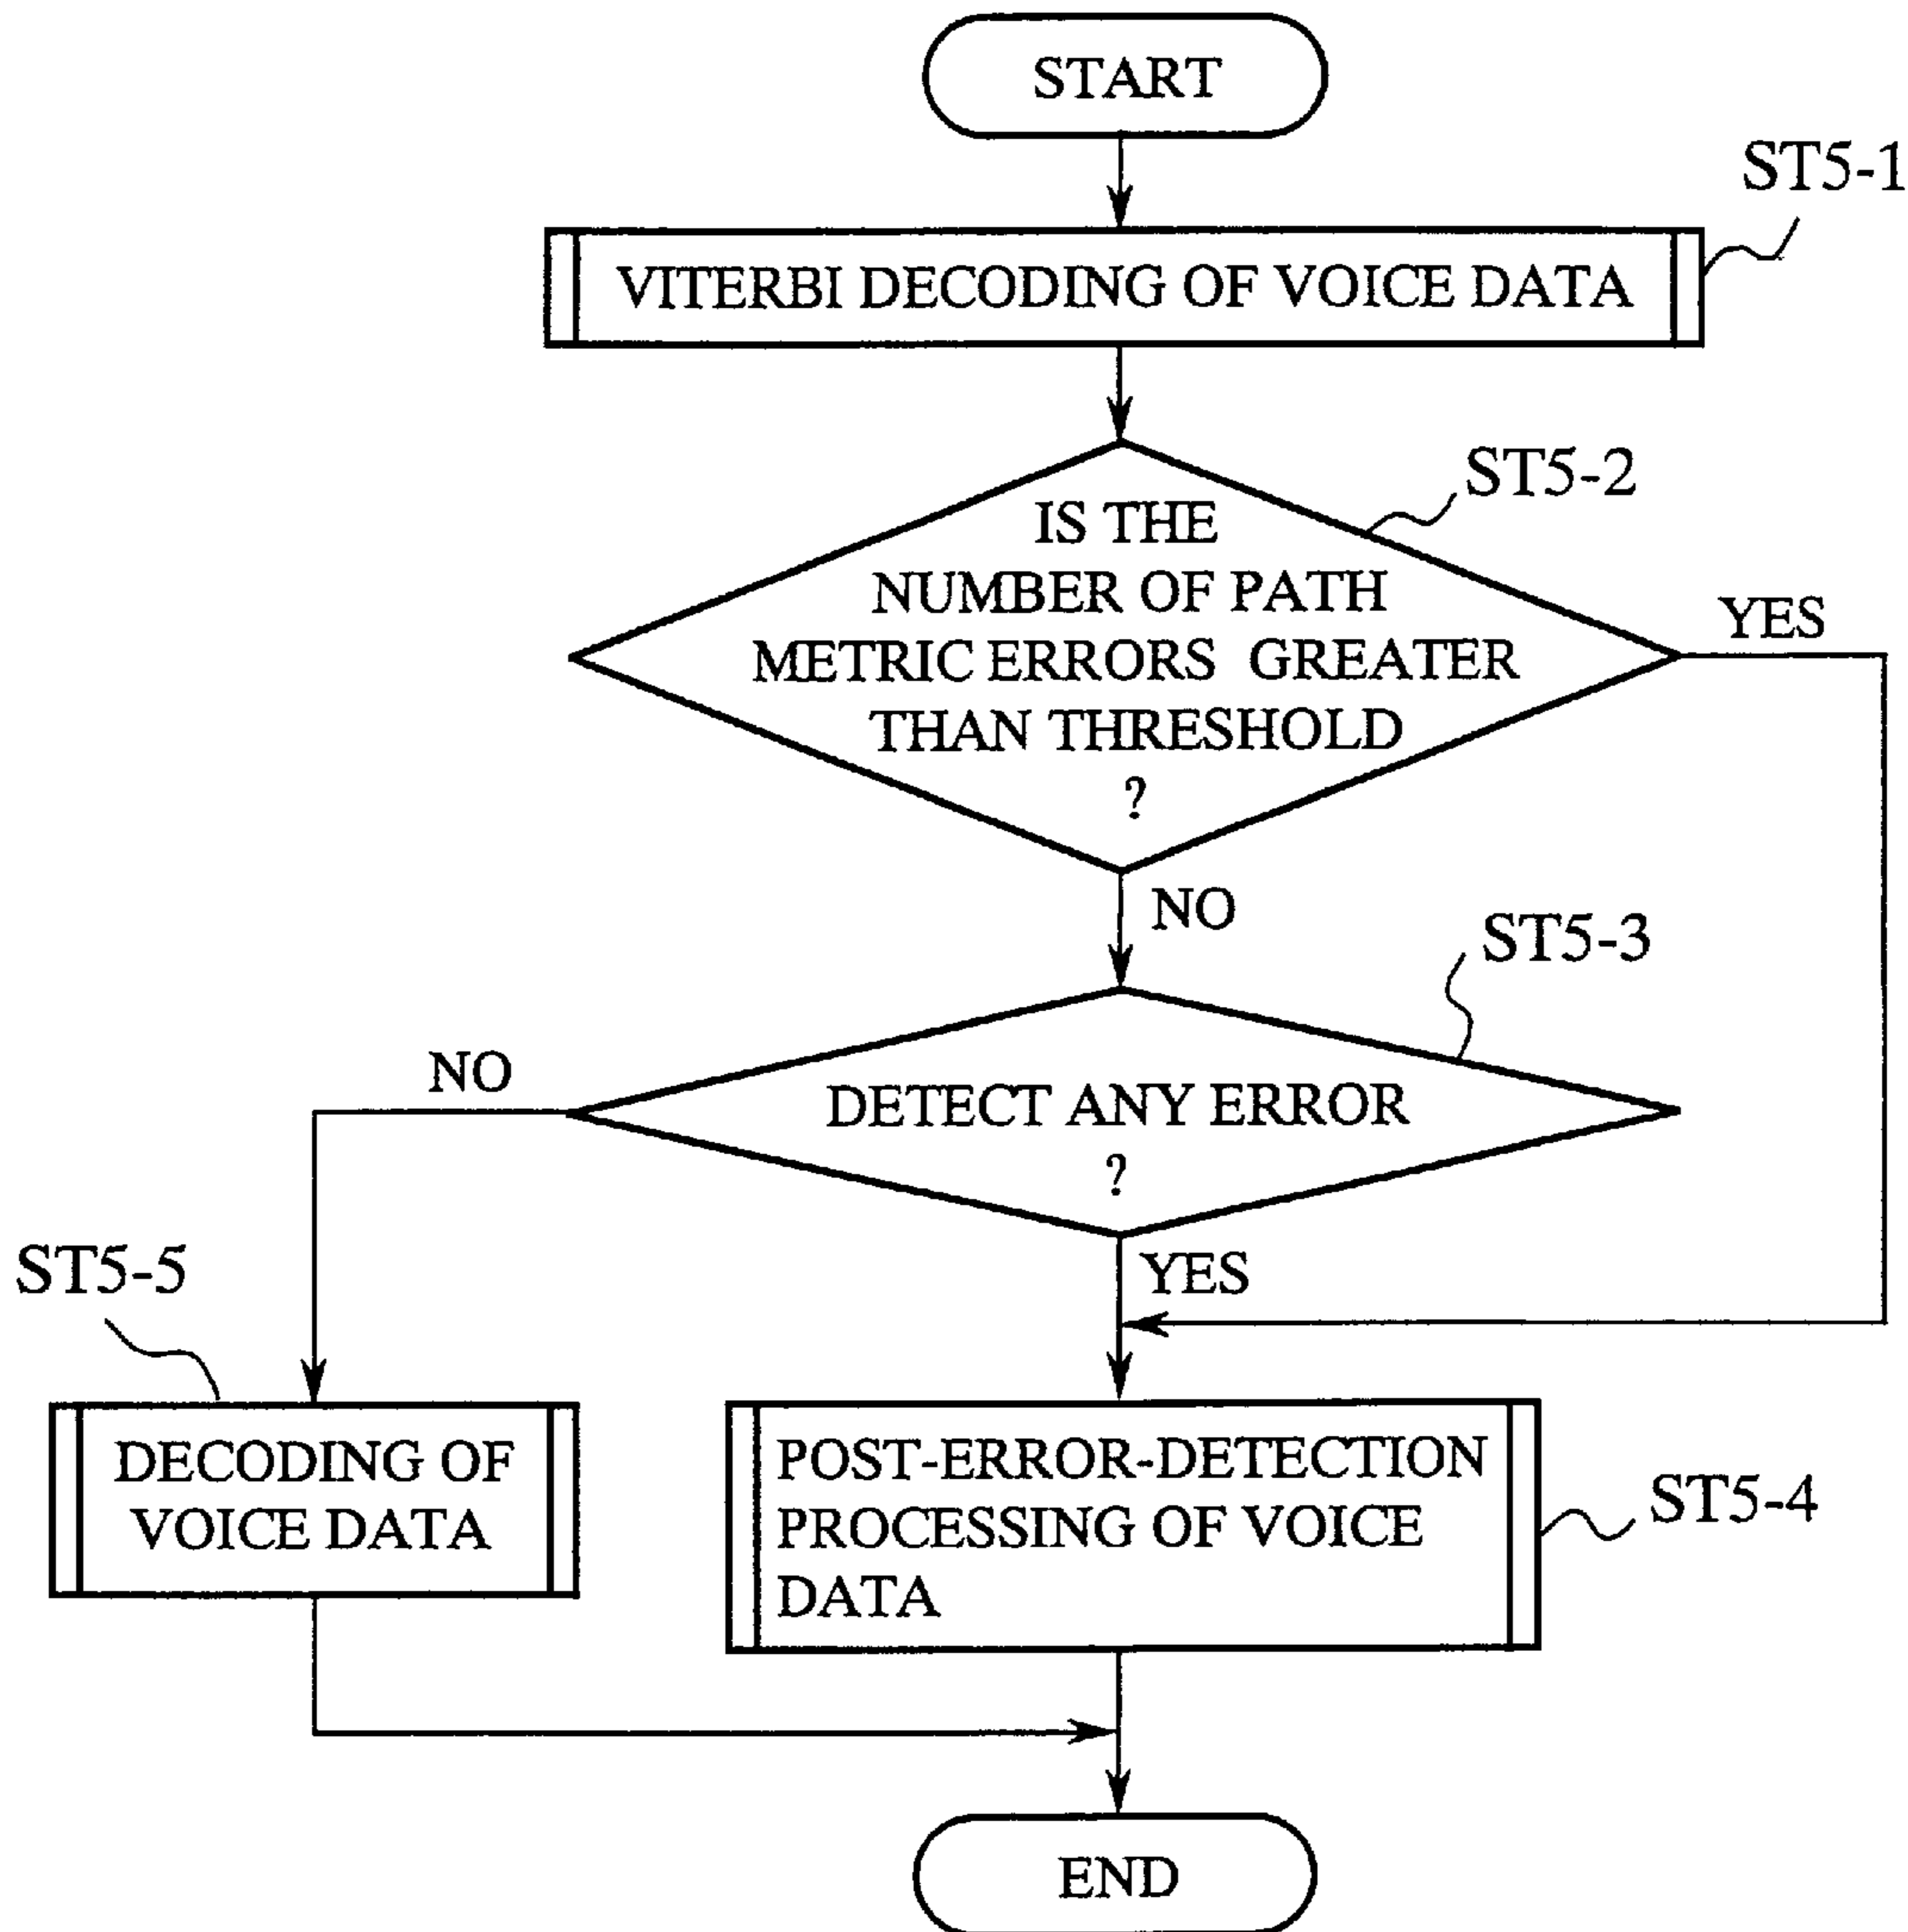 START
ST5-1
VITERBI DECODING OF VOICE DATA
ST5-2
IS THE
NUMBER OF PATH
METRIC ERRORS GREATER
THAN THRESHOLD
?
YES
NO
ST5-3
NO
DETECT ANY ERROR
?
YES
ST5-5
DECODING OF
VOICE DATA
POST-ERROR-DETECTION
PROCESSING OF VOICE
DATA
ST5-4
END